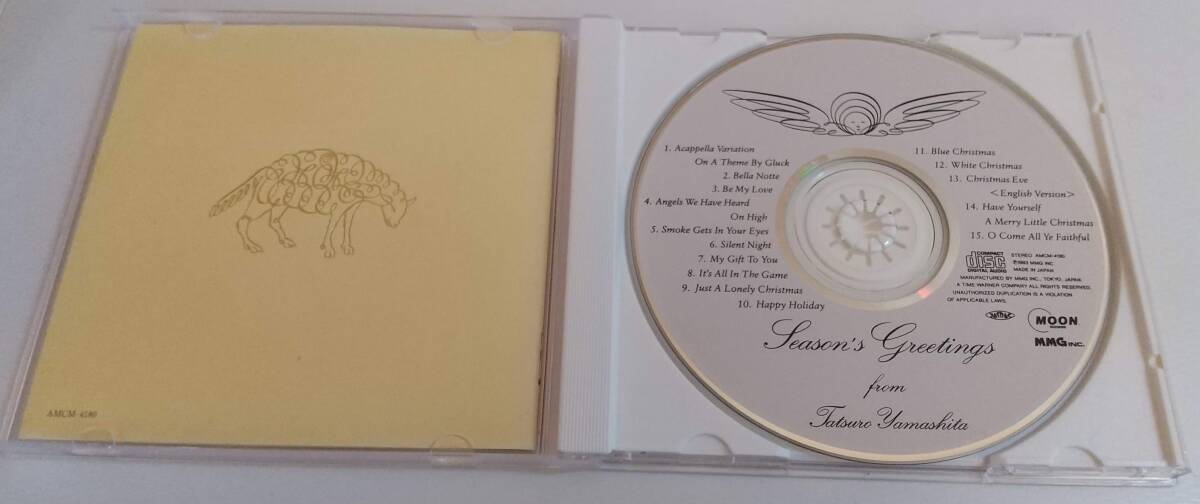 AMCM-4180
1. Acappella Variation
On A Theme By Gluck
2. Bella Notte
3. Be My Love
4. Angels We Have Heard
On High
5. Smoke Gets In Your Eyes
6. Silent Night
7. My Gift To You
8. It's All In The Game
9. Just A Lonely Christmas
10. Happy Holiday
11. Blue Christmas
12. White Christmas
13. Christmas Eve
<English Version>
14. Have Yourself
A Merry Little Christmas
15. O Come All Ye Faithful
COMPACT
disc
DIGITAL AUDIO
STEREO AMCM-4180
℗1993 MMG INC.
MADE IN JAPAN
MANUFACTURED BY MMG INC., TOKYO, JAPAN.
A TIME WARNER COMPANY ALL RIGHTS RESERVED.
UNAUTHORIZED DUPLICATION IS A VIOLATION
OF APPLICABLE LAWS.
MOON
MMG INC.
Season's Greetings
from
Tatsuro Yamashita